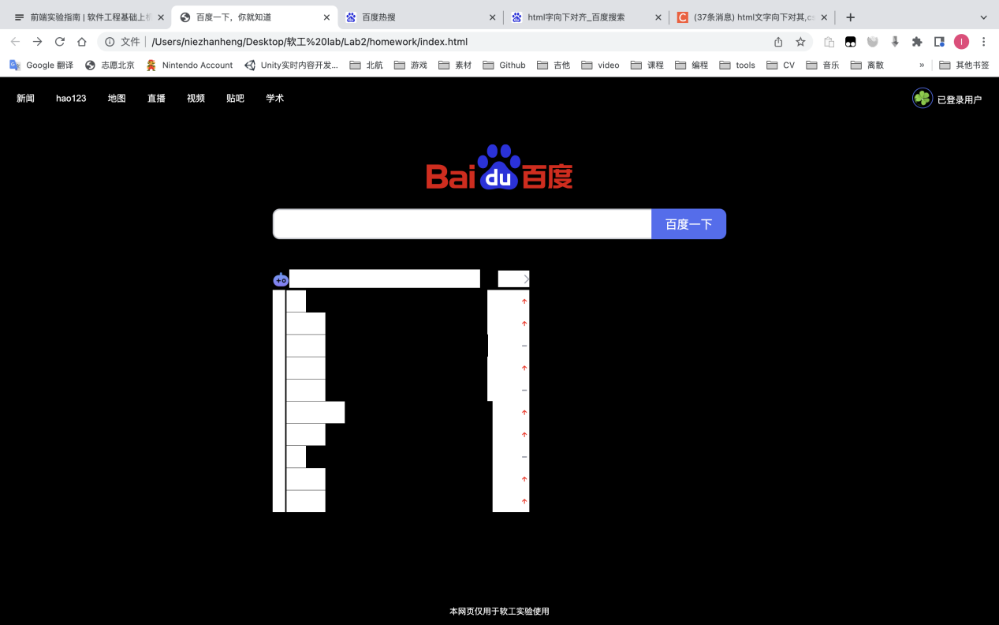 前端实验指南 | 软件工程基础上机
百度一下，你就知道
百度热搜
html字向下对齐_百度搜索
(37条消息) html文字向下对其,cs
文件 /Users/niezhanheng/Desktop/软工%20lab/Lab2/homework/index.html
Google 翻译 志愿北京 Nintendo Account Unity实时内容开发... 北航 游戏 素材 Github 吉他 video 课程 编程 tools CV 音乐 离散 » 其他书签
新闻 hao123 地图 直播 视频 贴吧 学术 已登录用户
Bai du 百度
百度一下
本网页仅用于软工实验使用